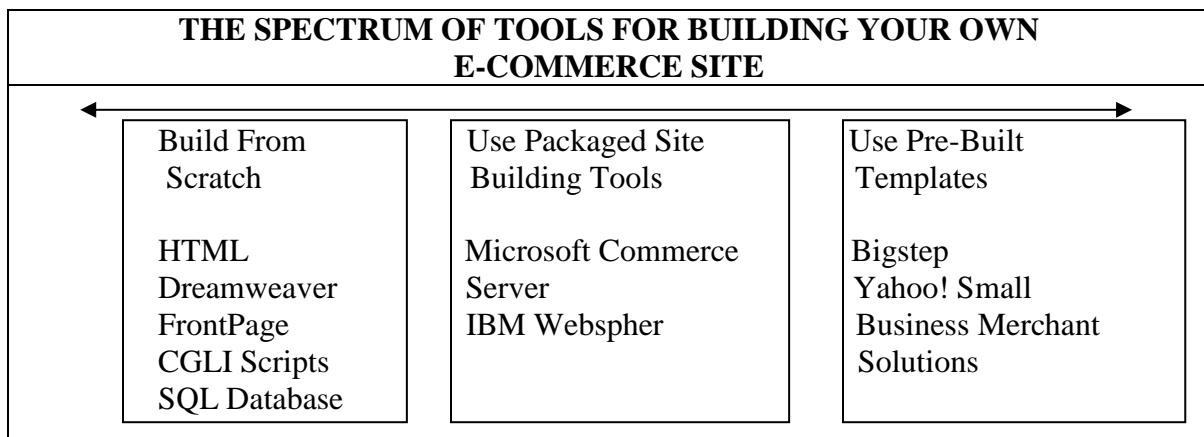 THE SPECTRUM OF TOOLS FOR BUILDING YOUR OWN
E-COMMERCE SITE
Build From
Scratch
HTML
Dreamweaver
FrontPage
CGLI Scripts
SQL Database
Use Packaged Site
Building Tools
Microsoft Commerce
Server
IBM Webspher
Use Pre-Built
Templates
Bigstep
Yahoo! Small
Business Merchant
Solutions